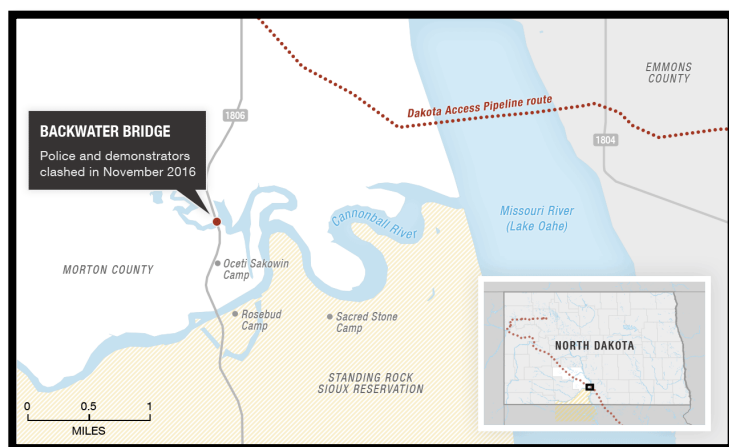 EMMONS
COUNTY
Dakota Access Pipeline route
1806
1804
BACKWATER BRIDGE
Police and demonstrators
clashed in November 2016
Cannonball River
Missouri River
(Lake Oahe)
MORTON COUNTY
Oceti Sakowin
Camp
Rosebud
Camp
Sacred Stone
Camp
STANDING ROCK
SIOUX RESERVATION
NORTH DAKOTA
0 0.5 1
MILES